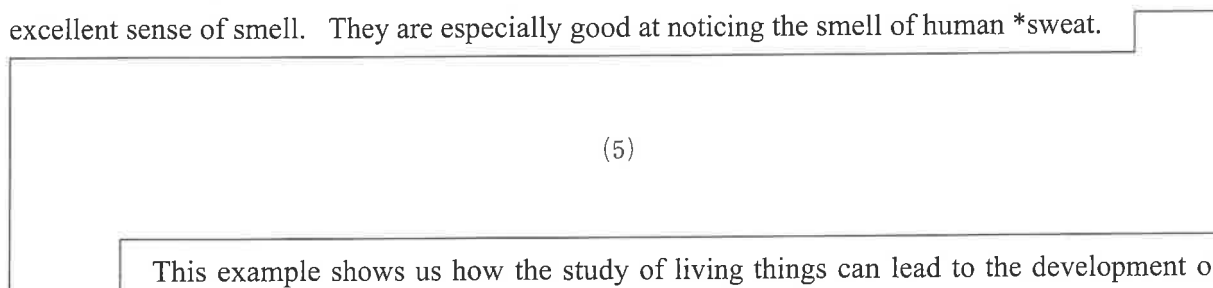 excellent sense of smell. They are especially good at noticing the smell of human *sweat.
(5)
This example shows us how the study of living things can lead to the development